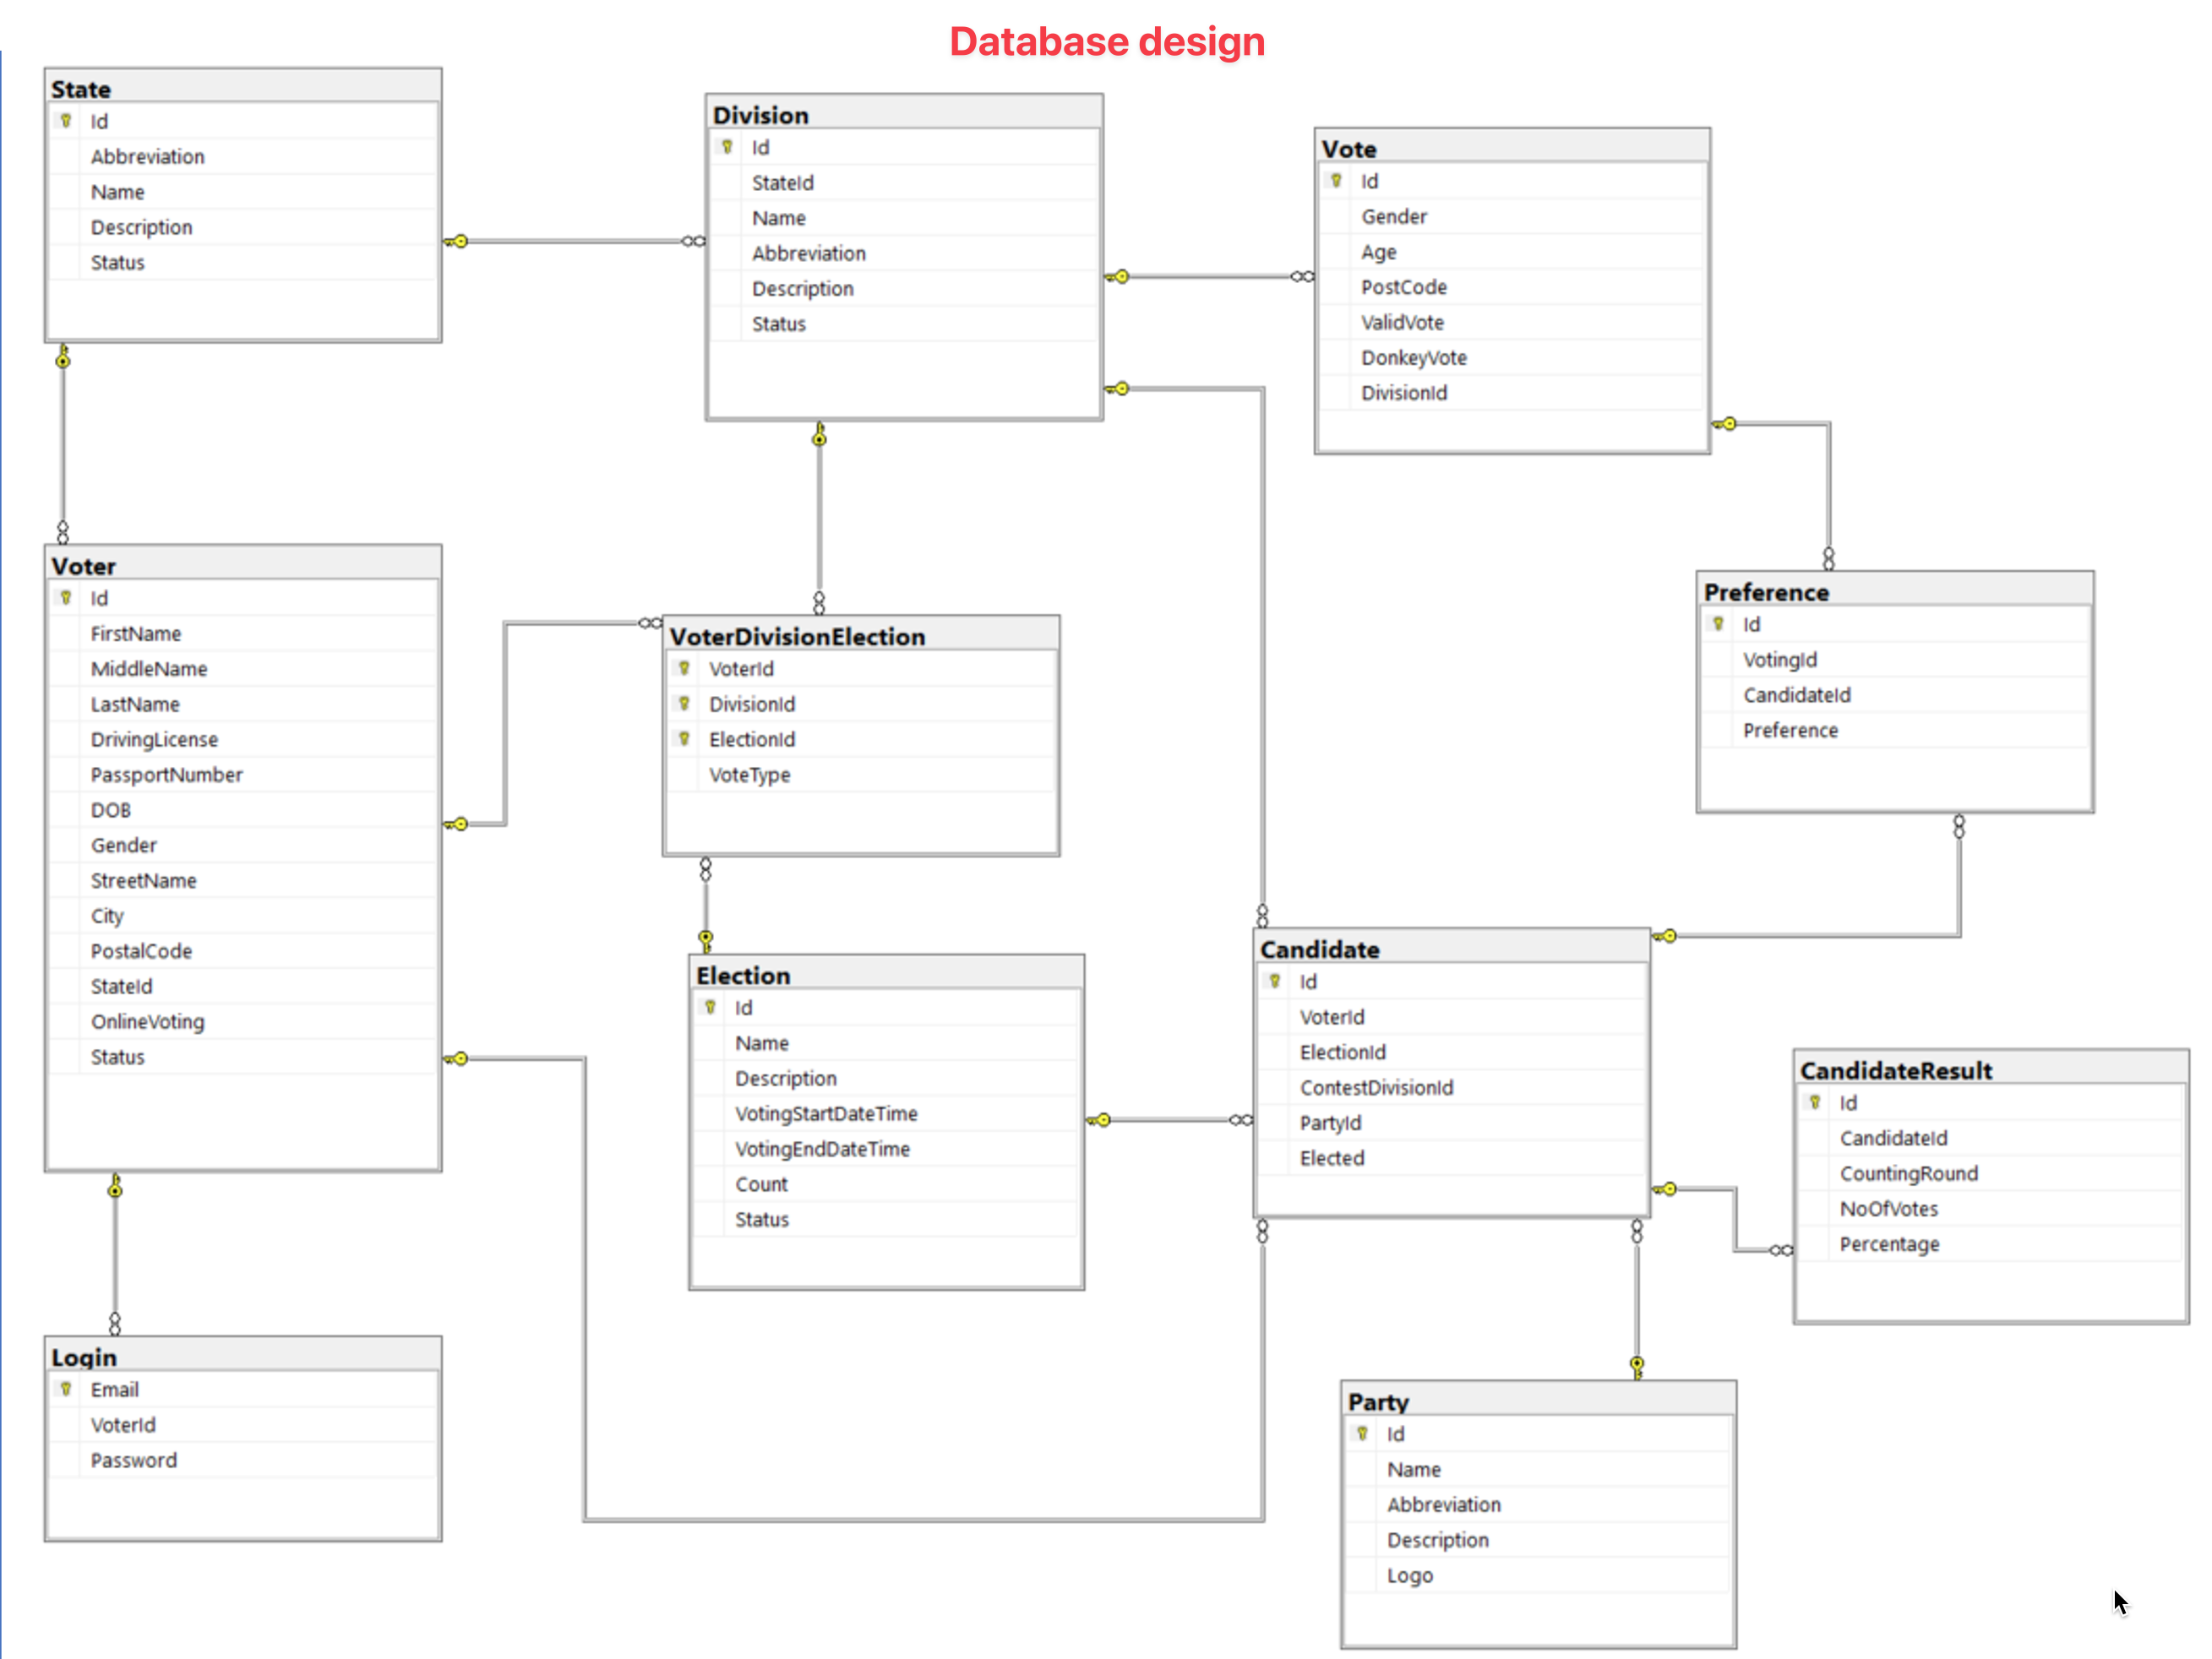 Database design
State
Id
Abbreviation
Name
Description
Status
Division
Id
StateId
Name
Abbreviation
Description
Status
Vote
Id
Gender
Age
PostCode
ValidVote
DonkeyVote
DivisionId
Voter
Id
FirstName
MiddleName
LastName
DrivingLicense
PassportNumber
DOB
Gender
StreetName
City
PostalCode
StateId
OnlineVoting
Status
VoterDivisionElection
VoterId
DivisionId
ElectionId
VoteType
Preference
Id
VotingId
CandidateId
Preference
Election
Id
Name
Description
VotingStartDateTime
VotingEndDateTime
Count
Status
Candidate
Id
VoterId
ElectionId
ContestDivisionId
PartyId
Elected
CandidateResult
Id
CandidateId
CountingRound
NoOfVotes
Percentage
Login
Email
VoterId
Password
Party
Id
Name
Abbreviation
Description
Logo